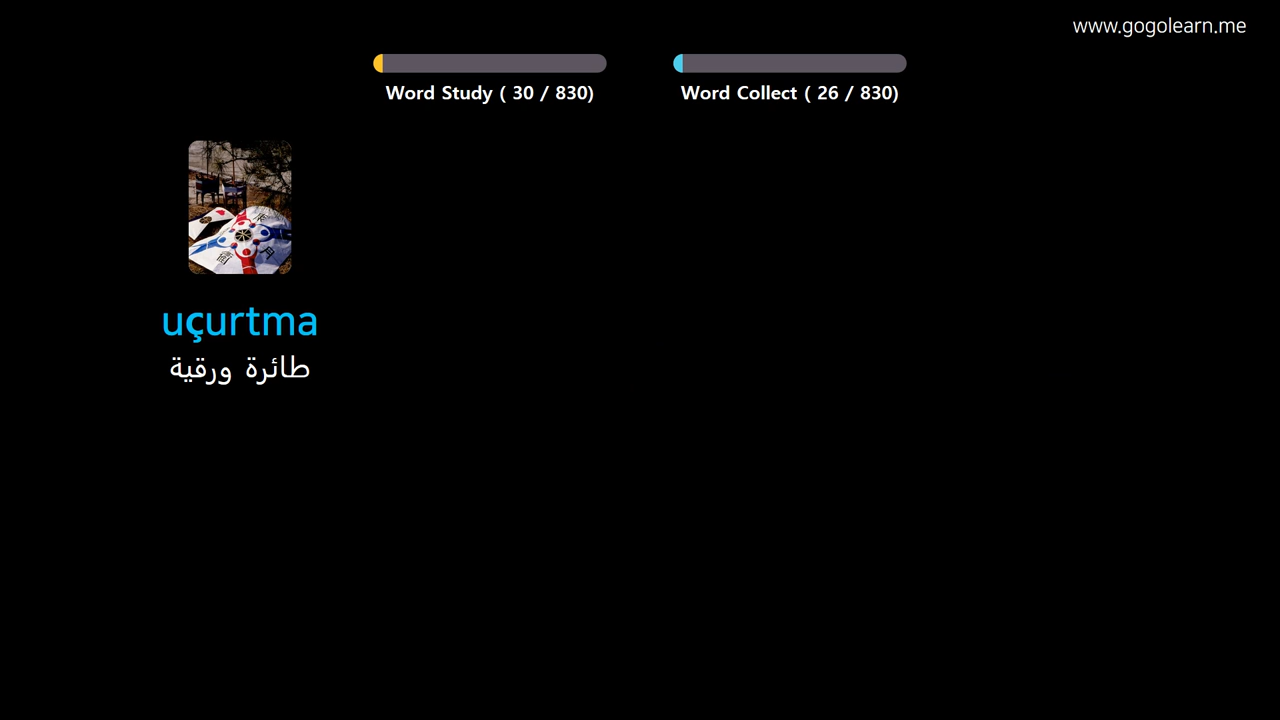 www.gogolearn.me
Word Study ( 30 / 830)
Word Collect ( 26 / 830)
uçurtma
طائرة ورقية